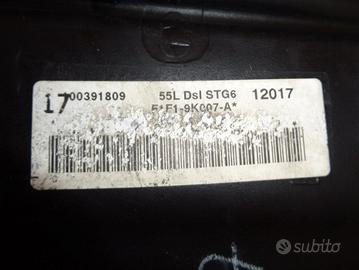 17 00391809 55L Dsl STG6 12017
E*F1-9K007-A*
subito